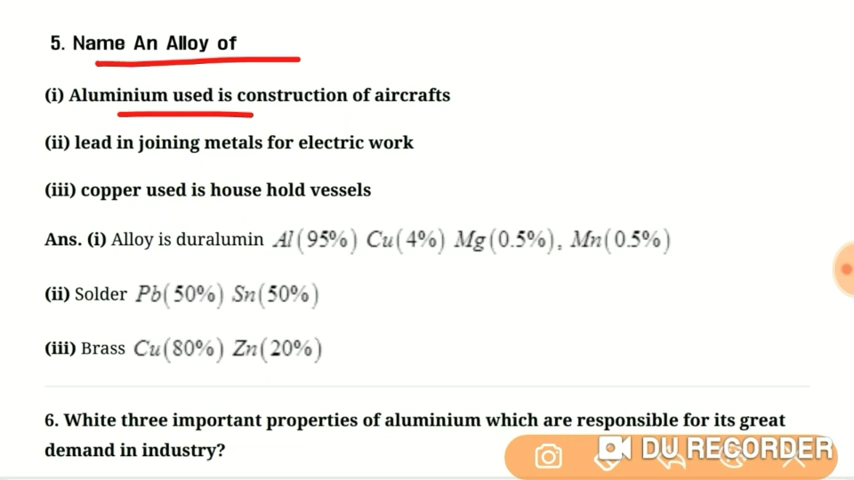 5. Name An Alloy of
(i) Aluminium used is construction of aircrafts
(ii) lead in joining metals for electric work
(iii) copper used is house hold vessels
Ans. (i) Alloy is duralumin Al(95%) Cu(4%) Mg(0.5%), Mn(0.5%)
(ii) Solder Pb(50%) Sn(50%)
(iii) Brass Cu(80%) Zn(20%)
6. White three important properties of aluminium which are responsible for its great
demand in industry?
DU RECORDER